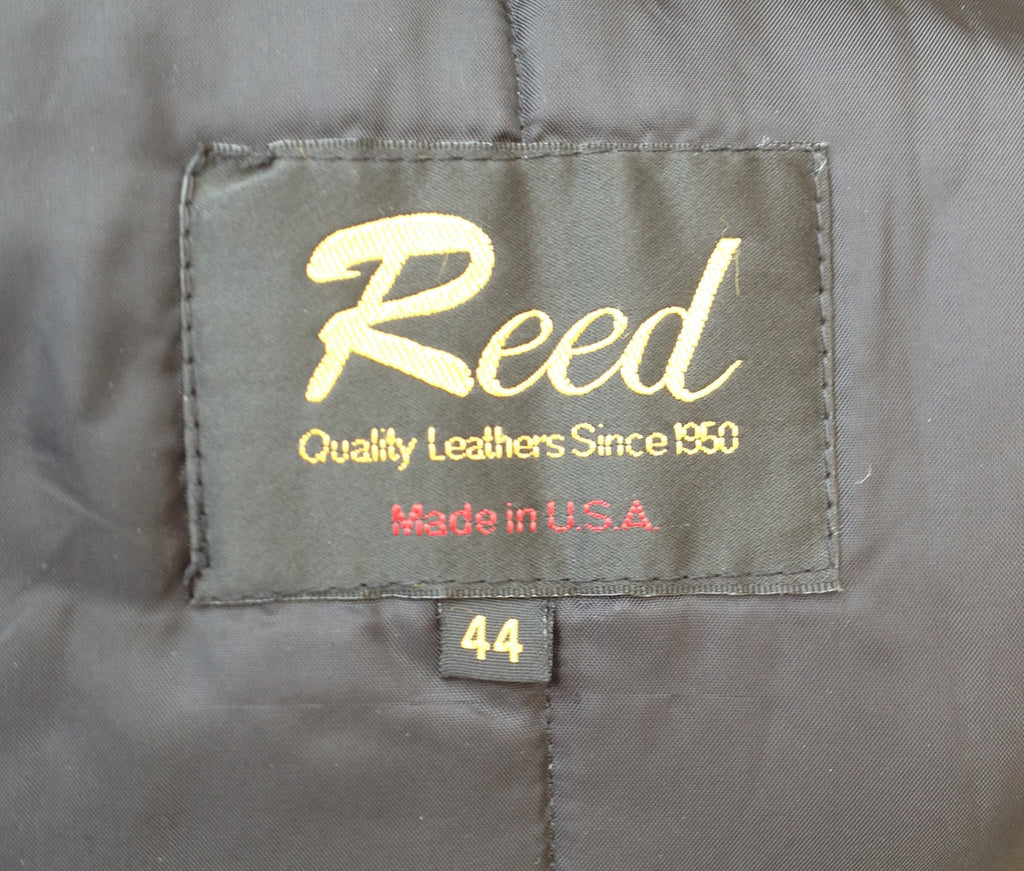 Reed
Quality Leathers Since 1950
Made in U.S.A.
44